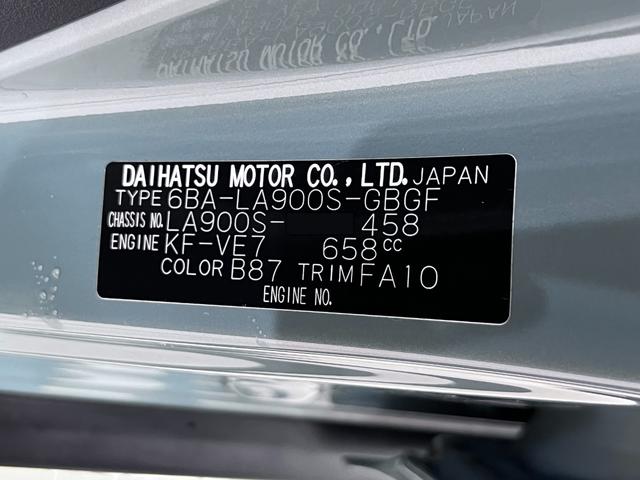 DAIHATSU MOTOR CO., LTD. JAPAN
TYPE 6BA-LA900S-GBGF
CHASSIS NO. LA900S- 458
ENGINE KF-VE7 658cc
COLOR B87 TRIM FA10
ENGINE NO.